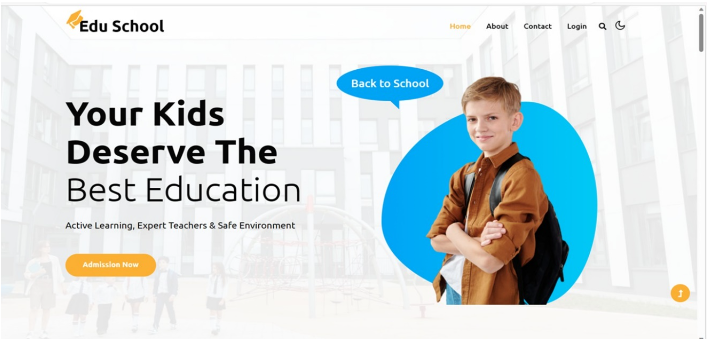 Edu School
Home About Contact Login
Back to School
Your Kids
Deserve The
Best Education
Active Learning, Expert Teachers & Safe Environment
Admission Now